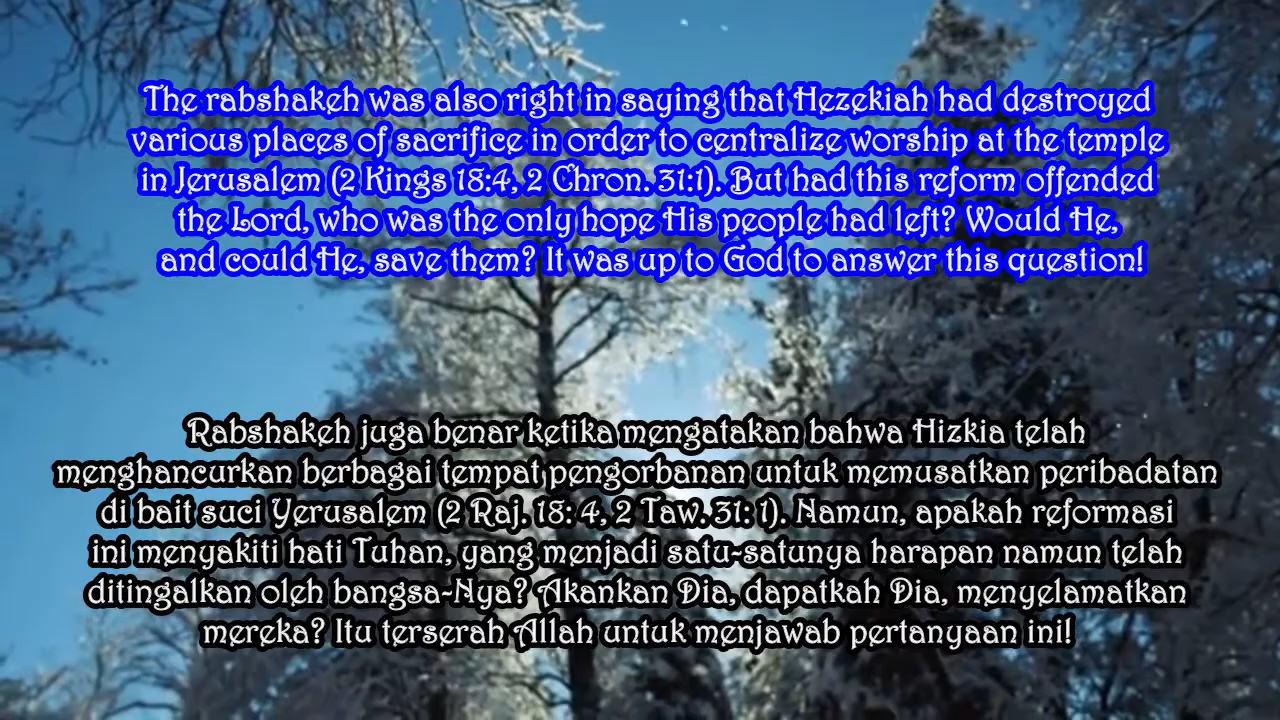 The rabshakeh was also right in saying that Hezekiah had destroyed
various places of sacrifice in order to centralize worship at the temple
in Jerusalem (2 Kings 18:4, 2 Chron. 31:1). But had this reform offended
the Lord, who was the only hope His people had left? Would He,
and could He, save them? It was up to God to answer this question!
Rabshakeh juga benar ketika mengatakan bahwa Hizkia telah
menghancurkan berbagai tempat pengorbanan untuk memusatkan peribadatan
di bait suci Yerusalem (2 Raj. 18: 4, 2 Taw. 31: 1). Namun, apakah reformasi
ini menyakiti hati Tuhan, yang menjadi satu-satunya harapan namun telah
ditingalkan oleh bangsa-Nya? Akankan Dia, dapatkah Dia, menyelamatkan
mereka? Itu terserah Allah untuk menjawab pertanyaan ini!